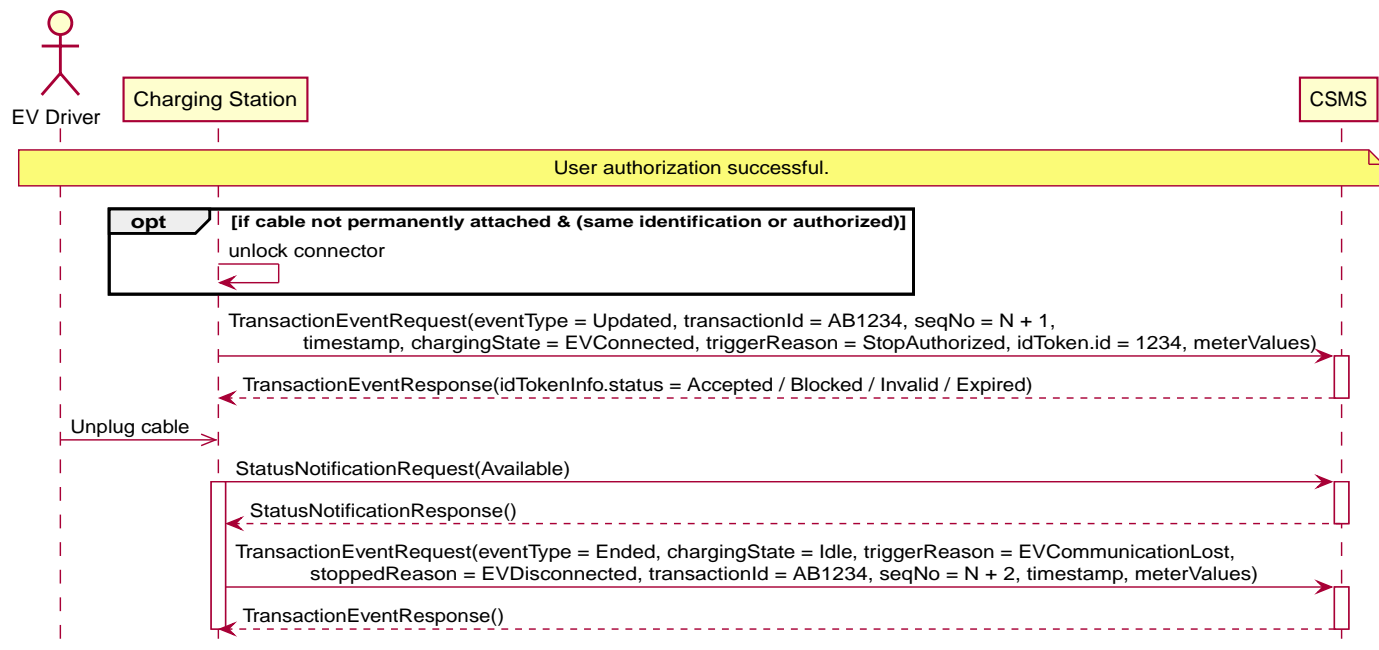 EV Driver
Charging Station
CSMS
User authorization successful.
opt
[if cable not permanently attached & (same identification or authorized)]
unlock connector
TransactionEventRequest(eventType = Updated, transactionId = AB1234, seqNo = N + 1,
timestamp, chargingState = EVConnected, triggerReason = StopAuthorized, idToken.id = 1234, meterValues)
TransactionEventResponse(idTokenInfo.status = Accepted / Blocked / Invalid / Expired)
Unplug cable
StatusNotificationRequest(Available)
StatusNotificationResponse()
TransactionEventRequest(eventType = Ended, chargingState = Idle, triggerReason = EVCommunicationLost,
stoppedReason = EVDisconnected, transactionId = AB1234, seqNo = N + 2, timestamp, meterValues)
TransactionEventResponse()